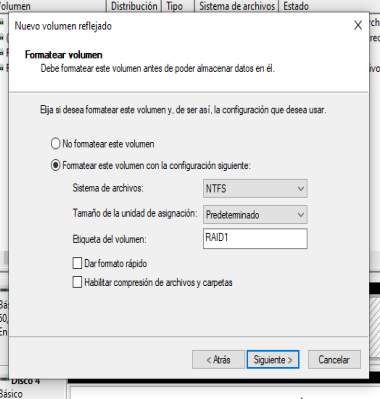 olumen Distribución Tipo Sistema de archivos Estado
Nuevo volumen reflejado
Formatear volumen
Debe formatear este volumen antes de poder almacenar datos en él.
Elija si desea formatear este volumen y, de ser así, la configuración que desea usar.
No formatear este volumen
Formatear este volumen con la configuración siguiente:
Sistema de archivos: NTFS
Tamaño de la unidad de asignación: Predeterminado
Etiqueta del volumen: RAID1
Dar formato rápido
Habilitar compresión de archivos y carpetas
< Atrás Siguiente > Cancelar
Disco 4
Básico